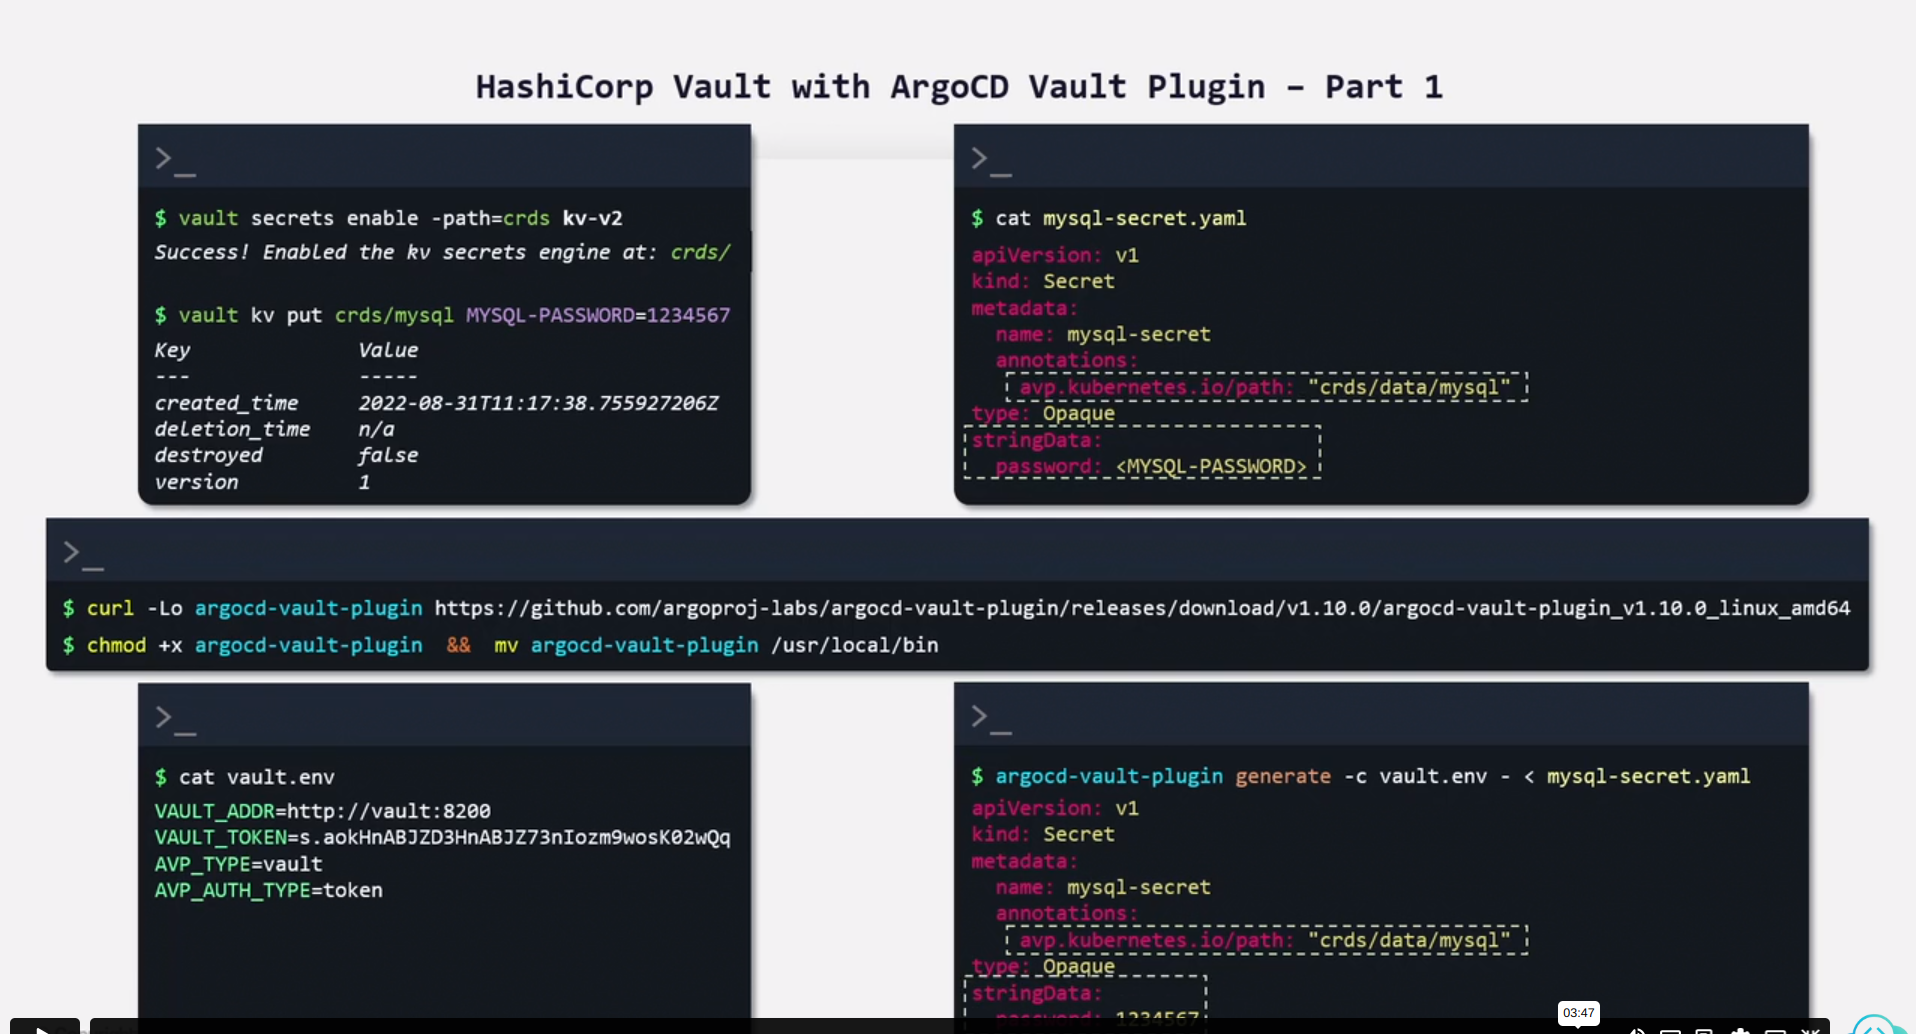 HashiCorp Vault with ArgoCD Vault Plugin – Part 1
>_
$ vault secrets enable -path=crds kv-v2
Success! Enabled the kv secrets engine at: crds/
$ vault kv put crds/mysql MYSQL-PASSWORD=1234567
Key Value
--- -----
created_time 2022-08-31T11:17:38.755927206Z
deletion_time n/a
destroyed false
version 1
>_
$ cat mysql-secret.yaml
apiVersion: v1
kind: Secret
metadata:
  name: mysql-secret
  annotations:
    avp.kubernetes.io/path: "crds/data/mysql"
type: Opaque
stringData:
  password: <MYSQL-PASSWORD>
>_
$ curl -Lo argocd-vault-plugin https://github.com/argoproj-labs/argocd-vault-plugin/releases/download/v1.10.0/argocd-vault-plugin_v1.10.0_linux_amd64
$ chmod +x argocd-vault-plugin && mv argocd-vault-plugin /usr/local/bin
>_
$ cat vault.env
VAULT_ADDR=http://vault:8200
VAULT_TOKEN=s.aokHnABJZD3HnABJZ73nIozm9wosK02wQq
AVP_TYPE=vault
AVP_AUTH_TYPE=token
>_
$ argocd-vault-plugin generate -c vault.env - < mysql-secret.yaml
apiVersion: v1
kind: Secret
metadata:
  name: mysql-secret
  annotations:
    avp.kubernetes.io/path: "crds/data/mysql"
type: Opaque
stringData:
  password: 1234567
03:47